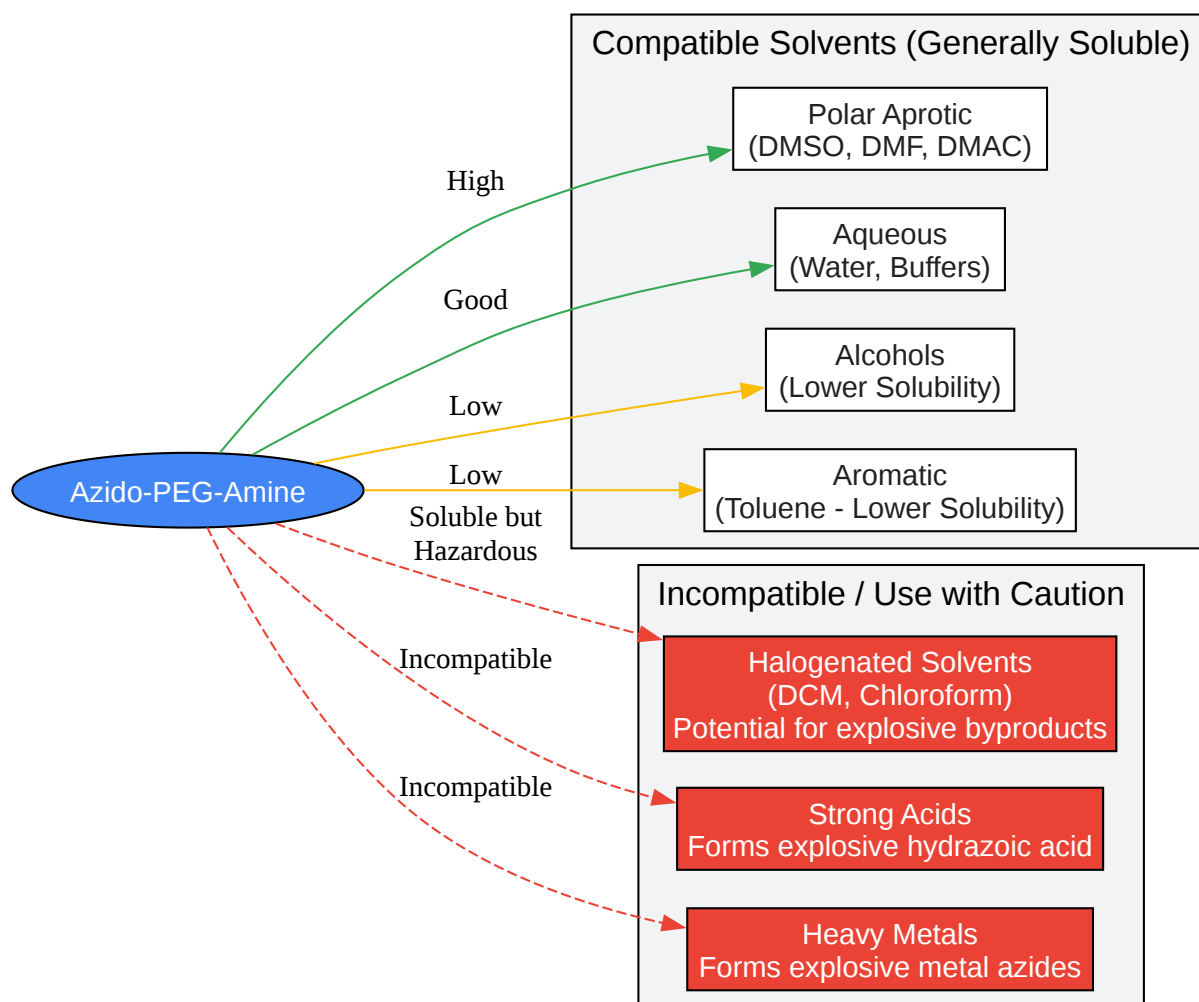 Compatible Solvents (Generally Soluble)
Polar Aprotic
(DMSO, DMF, DMAC)
High
Aqueous
(Water, Buffers)
Good
Alcohols
(Lower Solubility)
Low
Aromatic
(Toluene - Lower Solubility)
Low
Azido-PEG-Amine
Soluble but
Hazardous
Incompatible / Use with Caution
Halogenated Solvents
(DCM, Chloroform)
Potential for explosive byproducts
Incompatible
Strong Acids
Forms explosive hydrazoic acid
Incompatible
Heavy Metals
Forms explosive metal azides